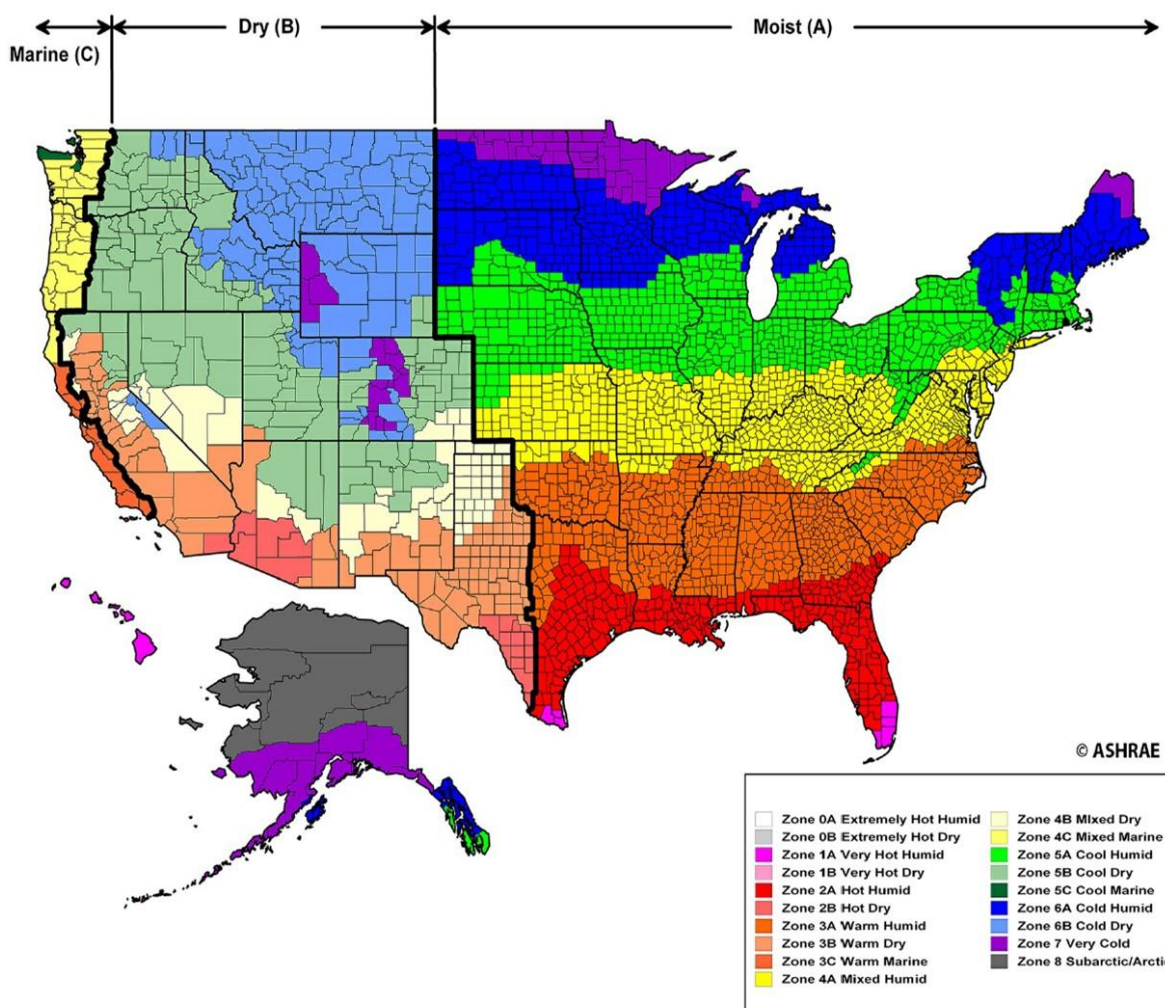 Dry (B)
Moist (A)
Marine (C)
© ASHRAE
Zone 0A Extremely Hot Humid
Zone 0B Extremely Hot Dry
Zone 1A Very Hot Humid
Zone 1B Very Hot Dry
Zone 2A Hot Humid
Zone 2B Hot Dry
Zone 3A Warm Humid
Zone 3B Warm Dry
Zone 3C Warm Marine
Zone 4A Mixed Humid
Zone 4B MIxed Dry
Zone 4C Mixed Marine
Zone 5A Cool Humid
Zone 5B Cool Dry
Zone 5C Cool Marine
Zone 6A Cold Humid
Zone 6B Cold Dry
Zone 7 Very Cold
Zone 8 Subarctic/Arctic